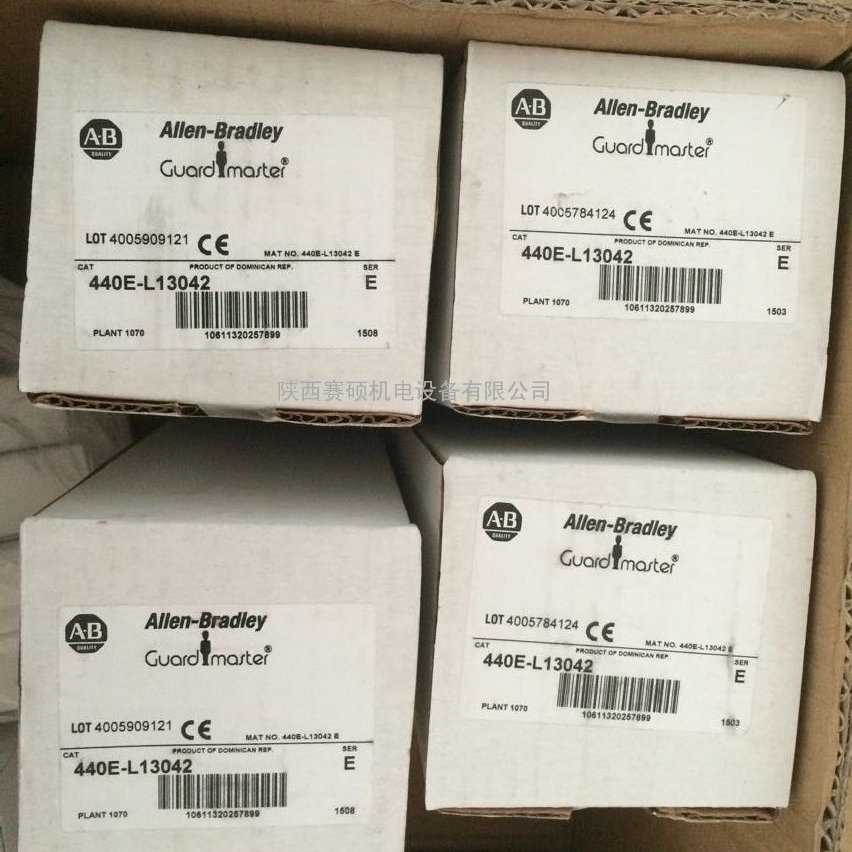 A-B
QUALITY
Allen-Bradley
Guardmaster®
LOT 4005909121 CE MAT NO. 440E-L13042 E
CAT PRODUCT OF DOMINICAN REP. SER
440E-L13042 E
PLANT 1070 10611320257899 1508
A-B
QUALITY
Allen-Bradley
Guardmaster®
LOT 4005784124 CE MAT NO. 440E-L13042 E
CAT PRODUCT OF DOMINICAN REP. SER
440E-L13042 E
PLANT 1070 10611320257899 1503
陕西赛硕机电设备有限公司
A-B
QUALITY
Allen-Bradley
Guardmaster®
LOT 4005909121 CE MAT NO. 440E-L13042 E
CAT PRODUCT OF DOMINICAN REP. SER
440E-L13042 E
PLANT 1070 10611320257899 1508
A-B
QUALITY
Allen-Bradley
Guardmaster®
LOT 4005784124 CE MAT NO. 440E-L13042 E
CAT PRODUCT OF DOMINICAN REP. SER
440E-L13042 E
PLANT 1070 10611320257899 1503